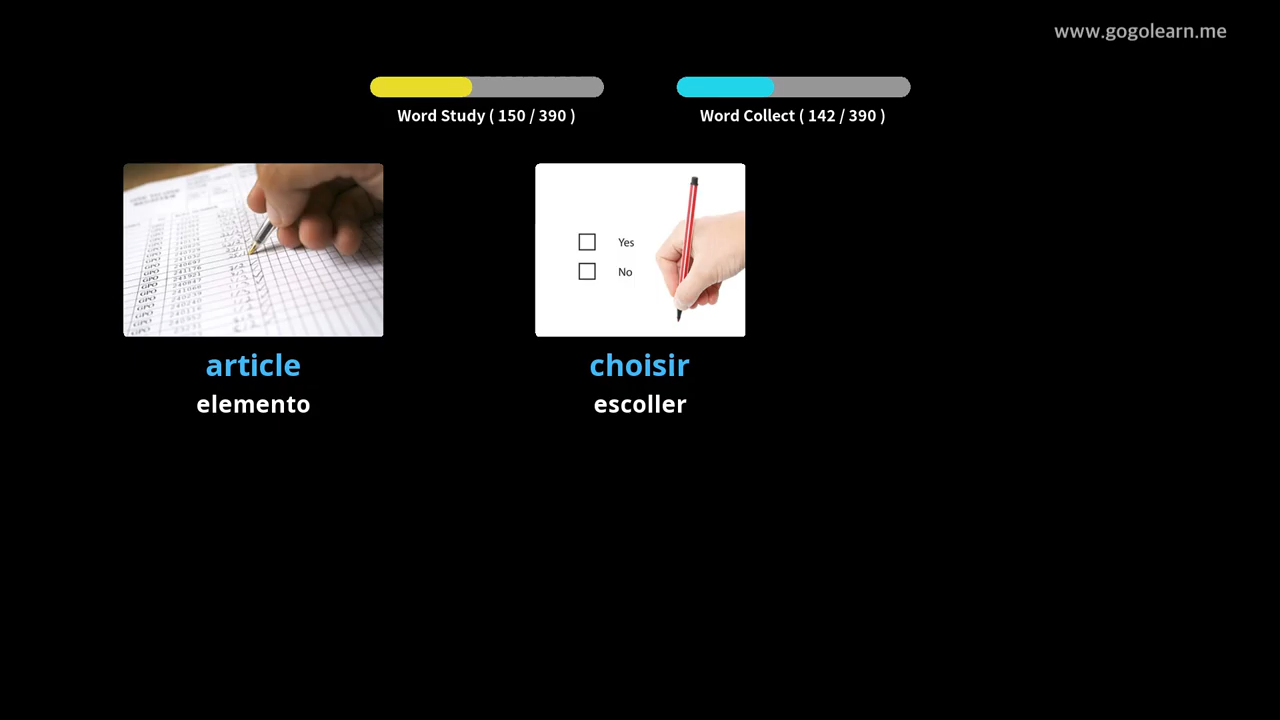 www.gogolearn.me
Word Study ( 150 / 390 )
Word Collect ( 142 / 390 )
Yes
No
article
choisir
elemento
escoller